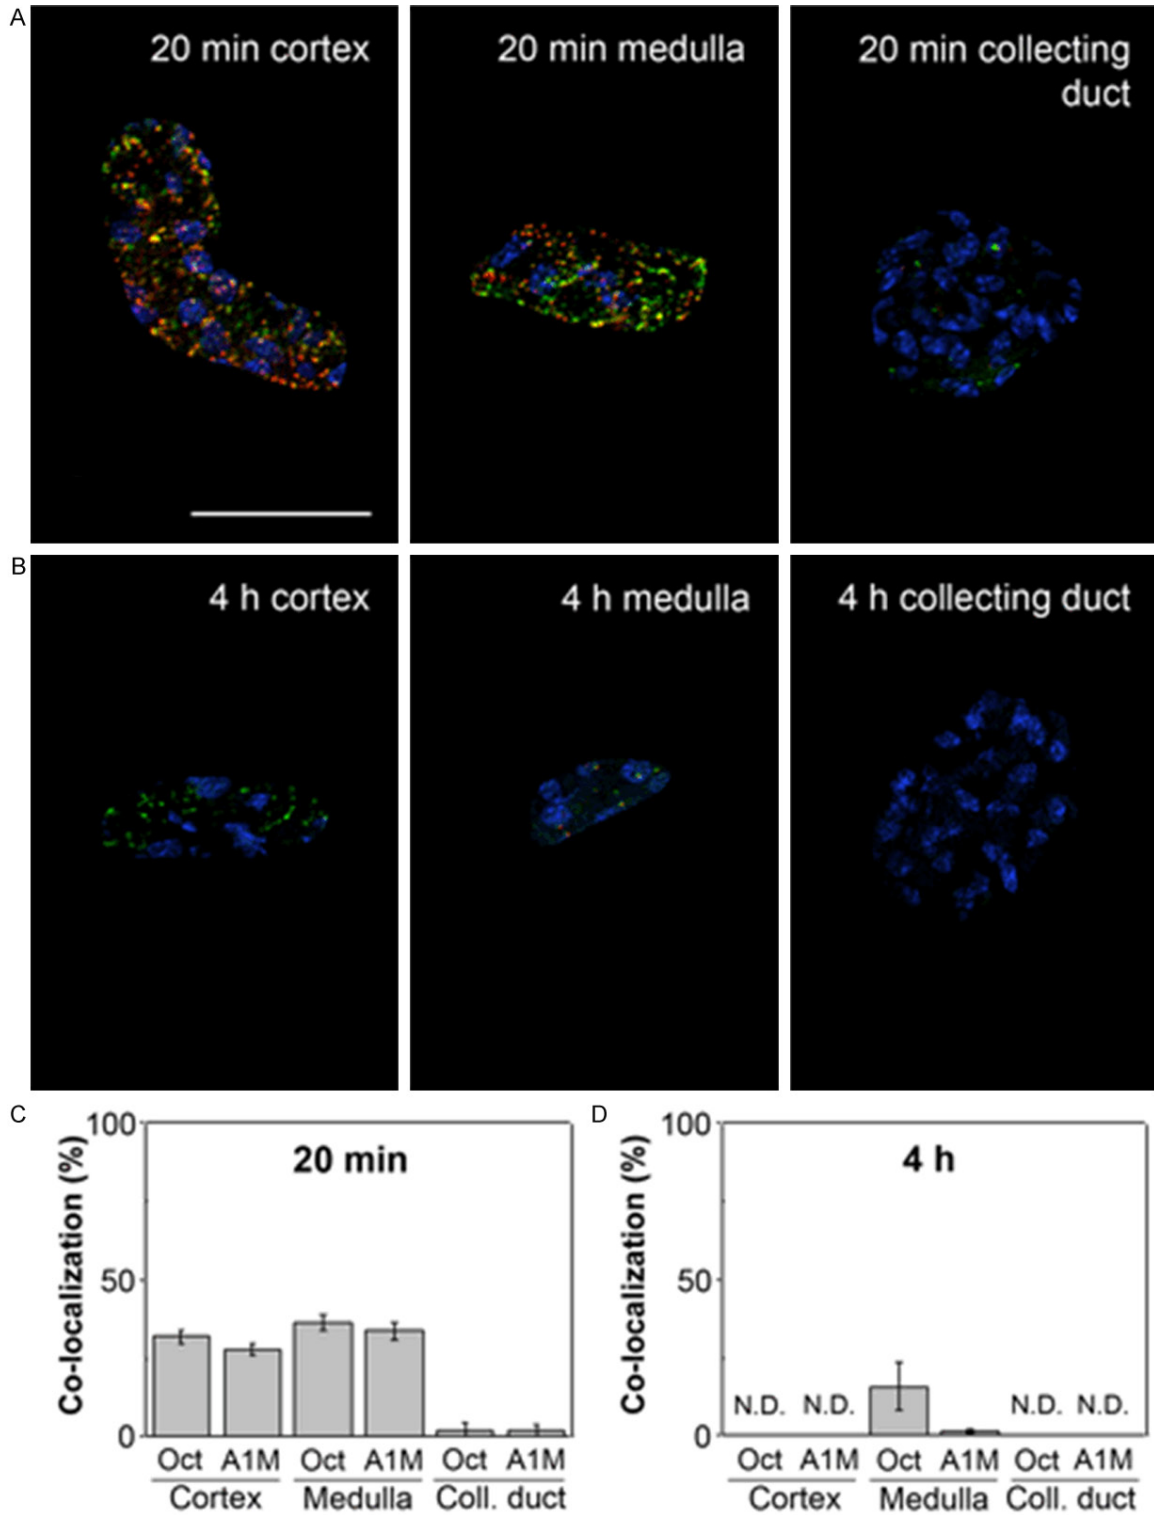 A
20 min cortex
20 min medulla
20 min collecting
duct
B
4 h cortex
4 h medulla
4 h collecting duct
C
100
50
0
Co-localization (%)
20 min
Oct A1M Oct A1M Oct A1M
Cortex Medulla Coll. duct
D
100
50
0
Co-localization (%)
4 h
N.D. N.D. N.D. N.D.
Oct A1M Oct A1M Oct A1M
Cortex Medulla Coll. duct